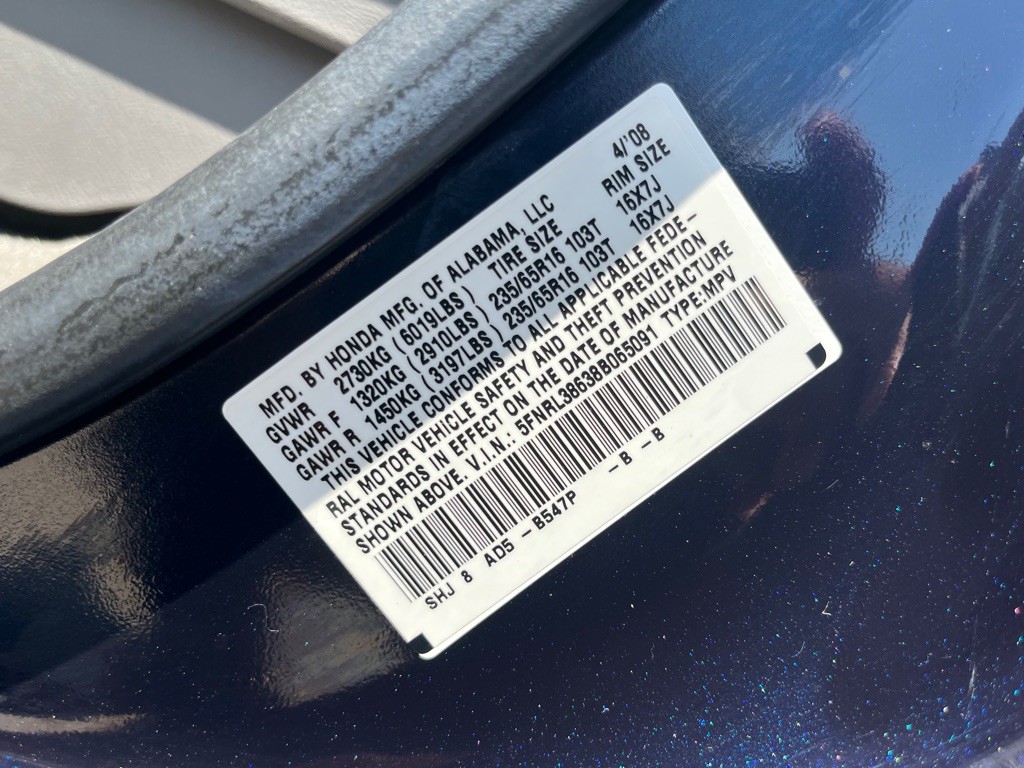 MFD. BY HONDA MFG. OF ALABAMA, LLC 4/'08
GVWR 2730KG (6019LBS) TIRE SIZE RIM SIZE
GAWR F 1320KG (2910LBS) 235/65R16 103T 16X7J
GAWR R 1450KG (3197LBS) 235/65R16 103T 16X7J
THIS VEHICLE CONFORMS TO ALL APPLICABLE FEDE-
RAL MOTOR VEHICLE SAFETY AND THEFT PREVENTION
STANDARDS IN EFFECT ON THE DATE OF MANUFACTURE
SHOWN ABOVE. V.I.N.: 5FNRL38638B065091 TYPE:MPV
SHJ 8 AD5 -B547P -B -B